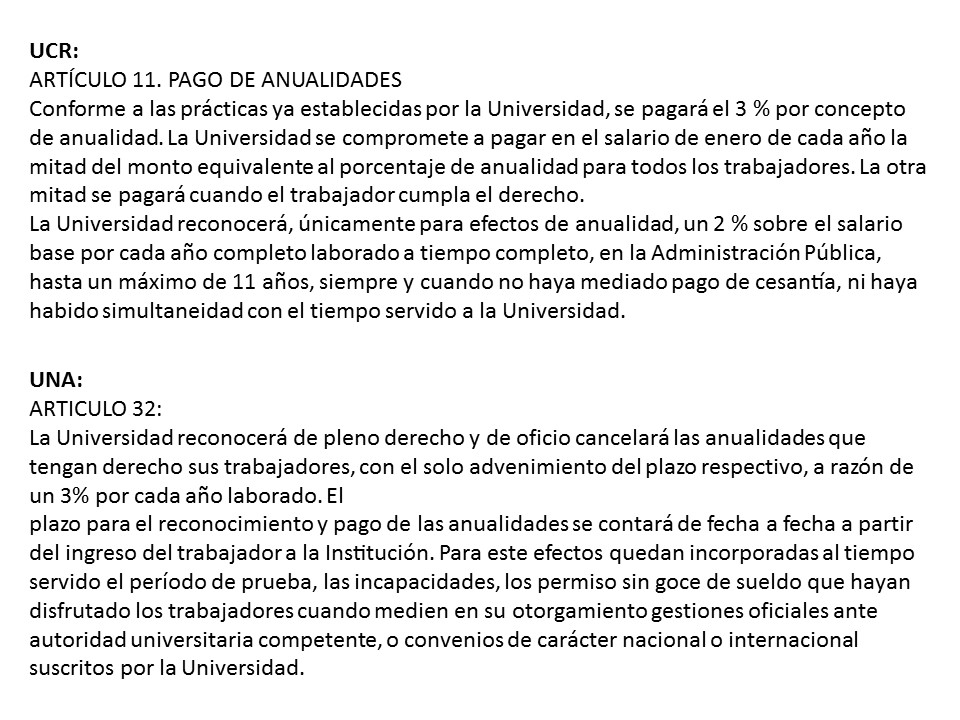 UCR:
ARTÍCULO 11. PAGO DE ANUALIDADES
Conforme a las prácticas ya establecidas por la Universidad, se pagará el 3 % por concepto
de anualidad. La Universidad se compromete a pagar en el salario de enero de cada año la
mitad del monto equivalente al porcentaje de anualidad para todos los trabajadores. La otra
mitad se pagará cuando el trabajador cumpla el derecho.
La Universidad reconocerá, únicamente para efectos de anualidad, un 2 % sobre el salario
base por cada año completo laborado a tiempo completo, en la Administración Pública,
hasta un máximo de 11 años, siempre y cuando no haya mediado pago de cesantía, ni haya
habido simultaneidad con el tiempo servido a la Universidad.
UNA:
ARTICULO 32:
La Universidad reconocerá de pleno derecho y de oficio cancelará las anualidades que
tengan derecho sus trabajadores, con el solo advenimiento del plazo respectivo, a razón de
un 3% por cada año laborado. El
plazo para el reconocimiento y pago de las anualidades se contará de fecha a fecha a partir
del ingreso del trabajador a la Institución. Para este efectos quedan incorporadas al tiempo
servido el período de prueba, las incapacidades, los permiso sin goce de sueldo que hayan
disfrutado los trabajadores cuando medien en su otorgamiento gestiones oficiales ante
autoridad universitaria competente, o convenios de carácter nacional o internacional
suscritos por la Universidad.